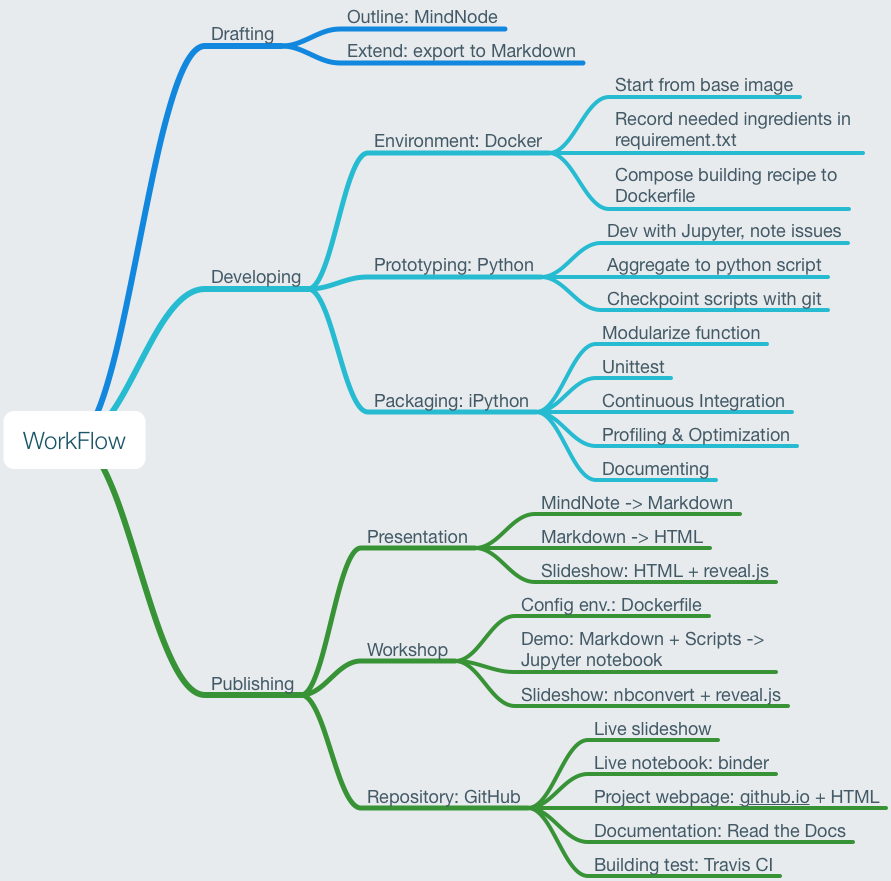 WorkFlow
Drafting
Outline: MindNode
Extend: export to Markdown
Developing
Environment: Docker
Start from base image
Record needed ingredients in
requirement.txt
Compose building recipe to
Dockerfile
Prototyping: Python
Dev with Jupyter, note issues
Aggregate to python script
Checkpoint scripts with git
Packaging: iPython
Modularize function
Unittest
Continuous Integration
Profiling & Optimization
Documenting
Publishing
Presentation
MindNote -> Markdown
Markdown -> HTML
Slideshow: HTML + reveal.js
Workshop
Config env.: Dockerfile
Demo: Markdown + Scripts ->
Jupyter notebook
Slideshow: nbconvert + reveal.js
Repository: GitHub
Live slideshow
Live notebook: binder
Project webpage: github.io + HTML
Documentation: Read the Docs
Building test: Travis CI